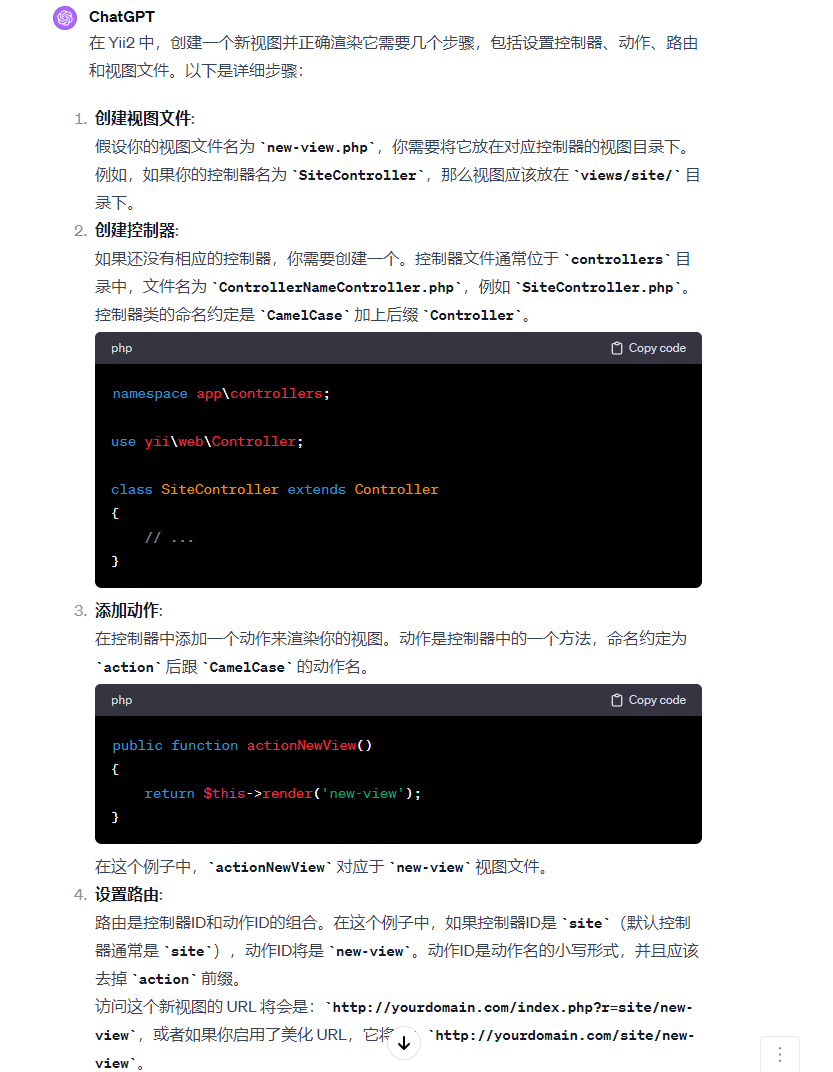 ChatGPT
在 Yii2 中，创建一个新视图并正确渲染它需要几个步骤，包括设置控制器、动作、路由
和视图文件。以下是详细步骤：
1. 创建视图文件:
假设你的视图文件名为 `new-view.php`，你需要将它放在对应控制器的视图目录下。
例如，如果你的控制器名为 `SiteController`，那么视图应该放在 `views/site/` 目
录下。
2. 创建控制器:
如果还没有相应的控制器，你需要创建一个。控制器文件通常位于 `controllers` 目
录中，文件名为 `ControllerNameController.php`，例如 `SiteController.php`。
控制器类的命名约定是 `CamelCase` 加上后缀 `Controller`。
php Copy code
namespace app\controllers;
use yii\web\Controller;
class SiteController extends Controller
{
// ...
}
3. 添加动作:
在控制器中添加一个动作来渲染你的视图。动作是控制器中的一个方法，命名约定为
`action` 后跟 `CamelCase` 的动作名。
php Copy code
public function actionNewView()
{
return $this->render('new-view');
}
在这个例子中，`actionNewView` 对应于 `new-view` 视图文件。
4. 设置路由:
路由是控制器ID和动作ID的组合。在这个例子中，如果控制器ID是 `site`（默认控制
器通常是 `site`），动作ID将是 `new-view`。动作ID是动作名的小写形式，并且应该
去掉 `action` 前缀。
访问这个新视图的 URL 将会是：`http://yourdomain.com/index.php?r=site/new-
view`，或者如果你启用了美化 URL，它将 `http://yourdomain.com/site/new-
view`。